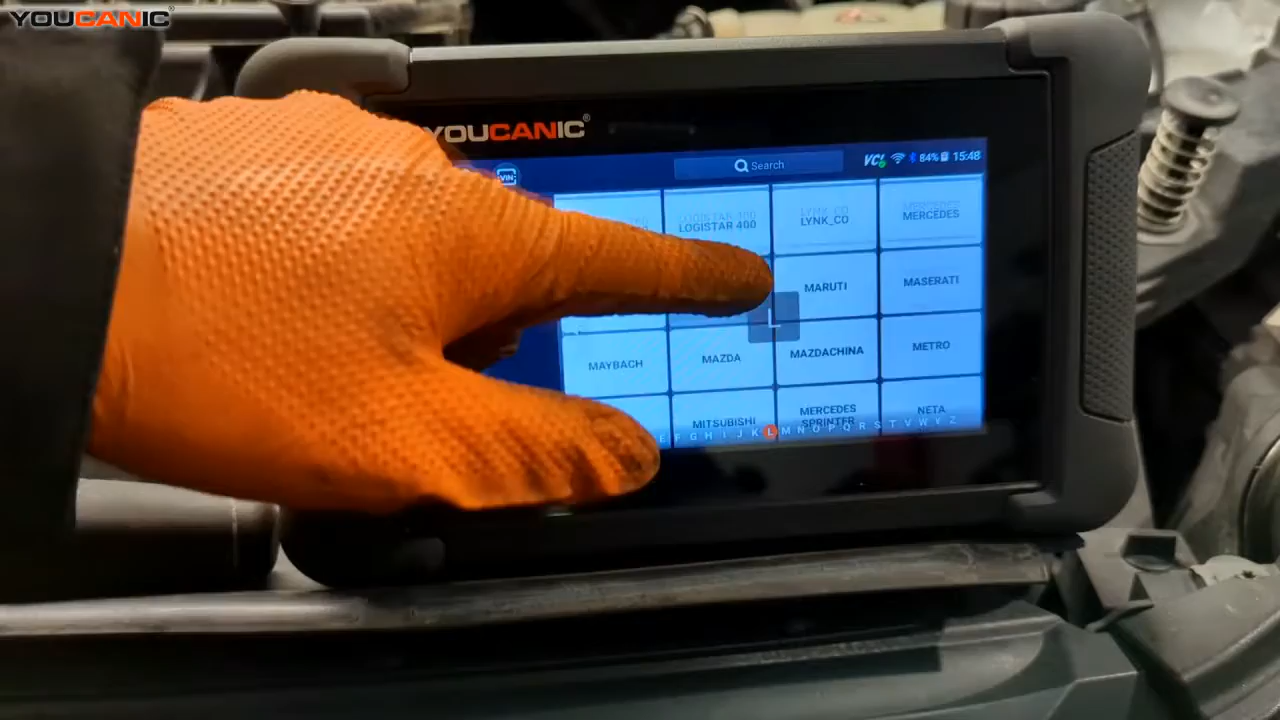 YOUCANIC®
YOUCANIC®
VIN
Search
VCI 84% 15:48
LOGISTAR 400
LYNK_CO
MERCEDES
MARUTI
MASERATI
L
MAYBACH
MAZDA
MAZDACHINA
METRO
MITSUBISHI
MERCEDES
SPRINTER
NETA
E F G H I J K L M N O P Q R S T V W Y Z